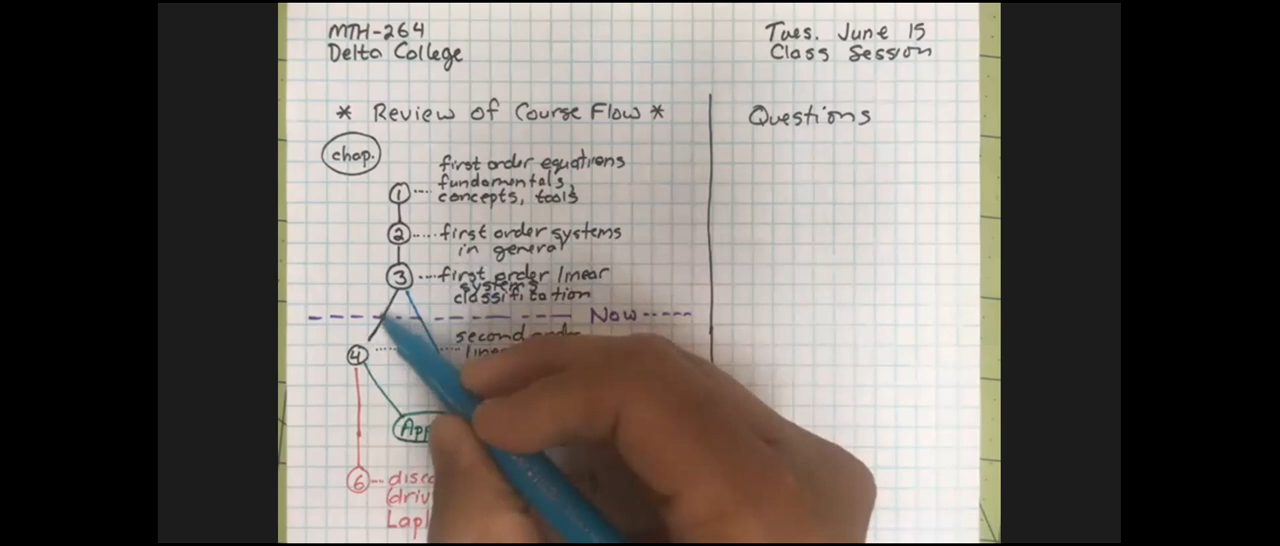 MTH-264
Delta College
Tues. June 15
Class Session
* Review of Course Flow *
Questions
chap.
1 .... first order equations
fundamentals,
concepts, tools
2 .... first order systems
in general
3 .... first order linear
systems
classification
Now
second
4
App
6